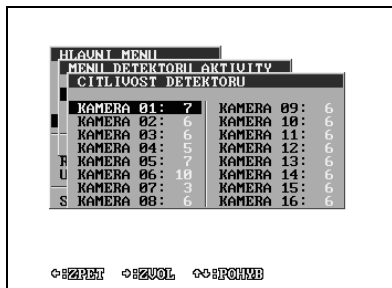 HLAVNI MENU
MENU DETEKTORU AKTIVITY
CITLIVOST DETEKTORU
KAMERA 01: 7 KAMERA 09: 6
KAMERA 02: 6 KAMERA 10: 6
KAMERA 03: 6 KAMERA 11: 6
KAMERA 04: 5 KAMERA 12: 6
KAMERA 05: 7 KAMERA 13: 6
KAMERA 06: 10 KAMERA 14: 6
KAMERA 07: 3 KAMERA 15: 6
KAMERA 08: 6 KAMERA 16: 6
R
U
S
←:ZPET →:ZVOL ↑↓:POHYB